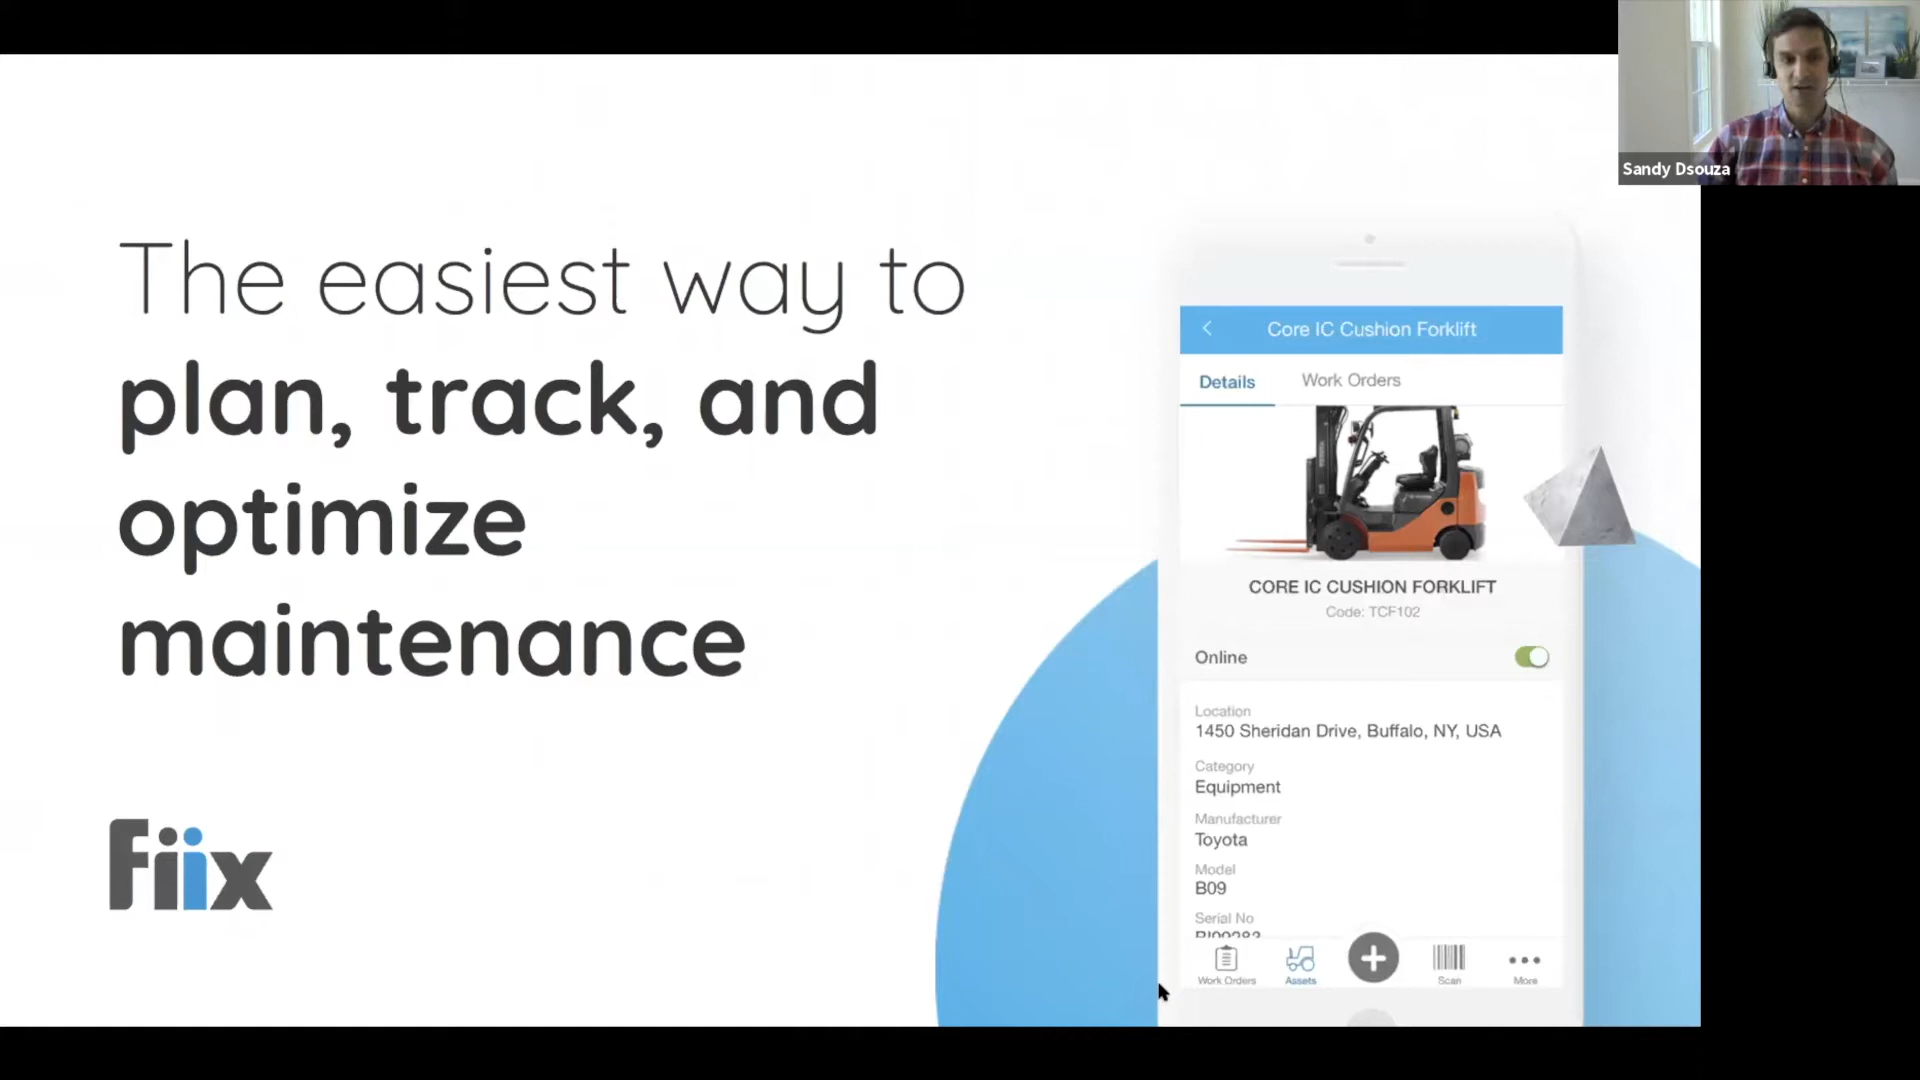 Sandy Dsouza
The easiest way to
plan, track, and
optimize
maintenance
Fiix
Core IC Cushion Forklift
Details
Work Orders
CORE IC CUSHION FORKLIFT
Code: TCF102
Online
Location
1450 Sheridan Drive, Buffalo, NY, USA
Category
Equipment
Manufacturer
Toyota
Model
B09
Serial No
Work Orders
Assets
Scan
More